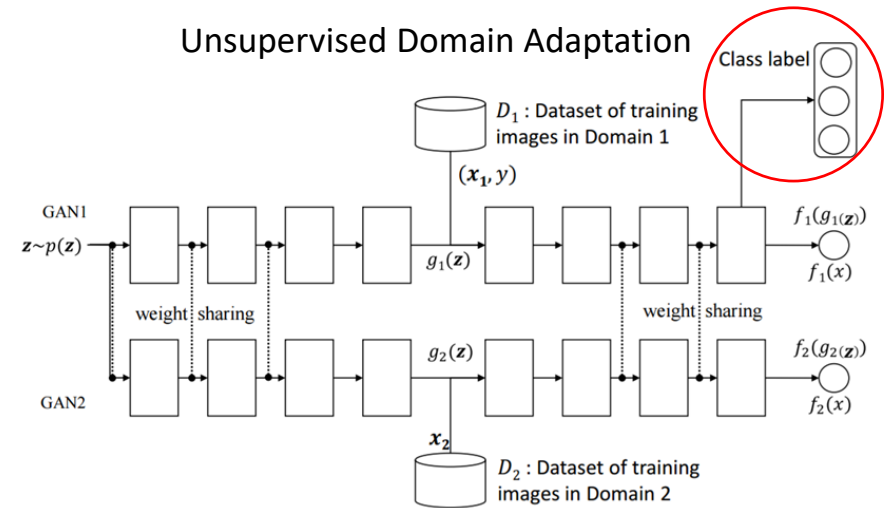 Unsupervised Domain Adaptation
Class label
D₁ : Dataset of training
images in Domain 1
(x₁, y)
GAN1
f₁(g₁(z))
z~p(z)
g₁(z)
f₁(x)
weight sharing
weight sharing
g₂(z)
f₂(g₂(z))
GAN2
f₂(x)
x₂
D₂ : Dataset of training
images in Domain 2